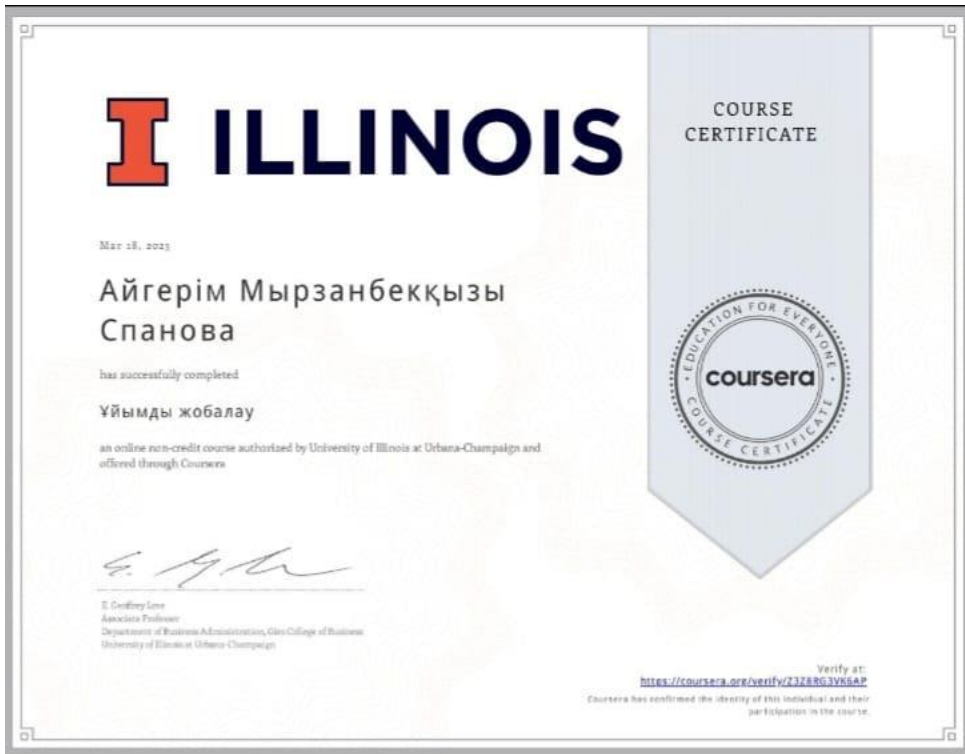 I ILLINOIS
COURSE
CERTIFICATE
Mar 18, 2023
Айгерім Мырзанбекқызы
Спанова
has successfully completed
Ұйымды жобалау
an online non-credit course authorized by University of Illinois at Urbana-Champaign and
offered through Coursera
EDUCATION FOR EVERYONE
coursera
COURSE CERTIFICATE
E. Geoffrey Love
Associate Professor
Department of Business Administration, Gies College of Business
University of Illinois at Urbana-Champaign
Verify at:
https://coursera.org/verify/Z3Z8RG3VK6AP
Coursera has confirmed the identity of this individual and their
participation in the course.